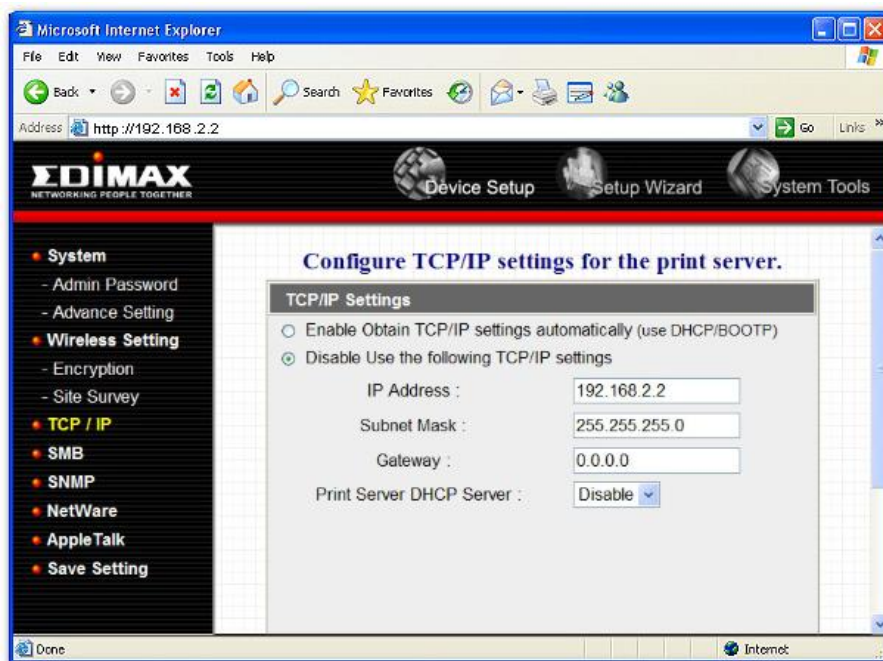 Microsoft Internet Explorer
File Edit View Favorites Tools Help
Back Search Favorites
Address http://192.168.2.2 Go Links »
EDIMAX
NETWORKING PEOPLE TOGETHER
Device Setup Setup Wizard System Tools
System
- Admin Password
- Advance Setting
Wireless Setting
- Encryption
- Site Survey
TCP / IP
SMB
SNMP
NetWare
AppleTalk
Save Setting
Configure TCP/IP settings for the print server.
TCP/IP Settings
Enable Obtain TCP/IP settings automatically (use DHCP/BOOTP)
Disable Use the following TCP/IP settings
IP Address : 192.168.2.2
Subnet Mask : 255.255.255.0
Gateway : 0.0.0.0
Print Server DHCP Server : Disable
Done Internet